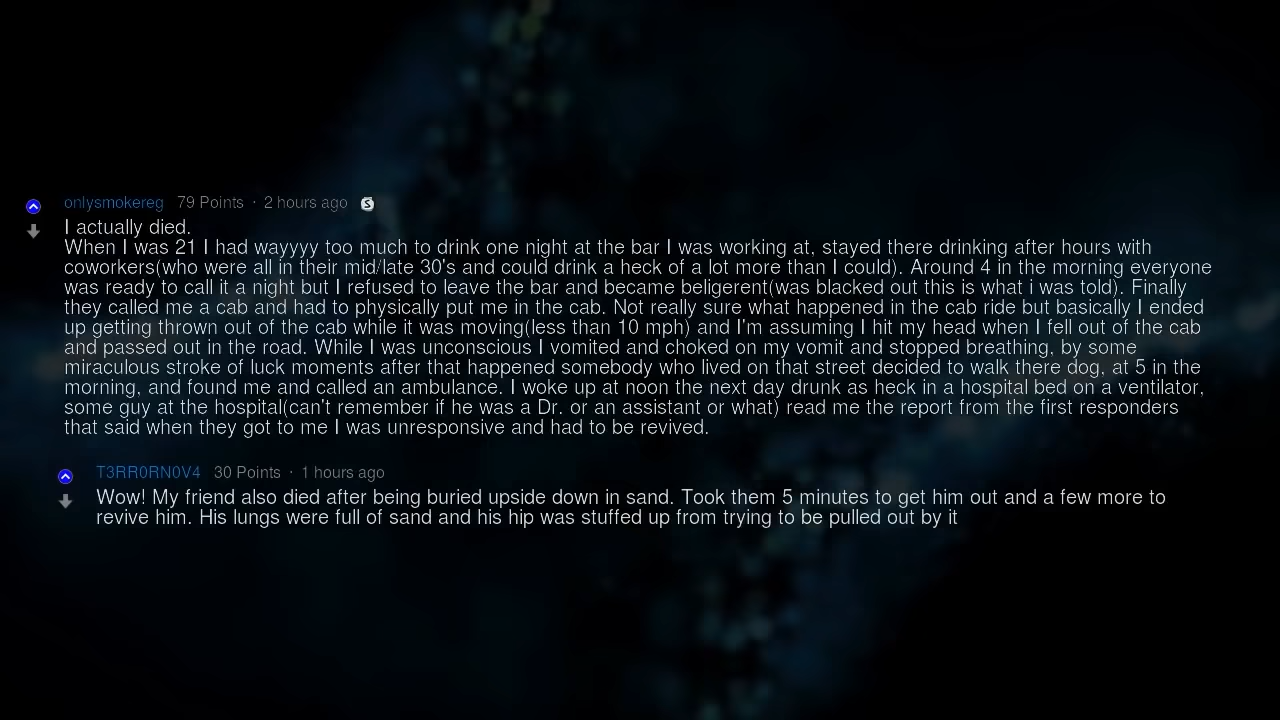 onlysmokereg 79 Points · 2 hours ago S
I actually died.
When I was 21 I had wayyyy too much to drink one night at the bar I was working at, stayed there drinking after hours with
coworkers(who were all in their mid/late 30's and could drink a heck of a lot more than I could). Around 4 in the morning everyone
was ready to call it a night but I refused to leave the bar and became beligerent(was blacked out this is what i was told). Finally
they called me a cab and had to physically put me in the cab. Not really sure what happened in the cab ride but basically I ended
up getting thrown out of the cab while it was moving(less than 10 mph) and I'm assuming I hit my head when I fell out of the cab
and passed out in the road. While I was unconscious I vomited and choked on my vomit and stopped breathing, by some
miraculous stroke of luck moments after that happened somebody who lived on that street decided to walk there dog, at 5 in the
morning, and found me and called an ambulance. I woke up at noon the next day drunk as heck in a hospital bed on a ventilator,
some guy at the hospital(can't remember if he was a Dr. or an assistant or what) read me the report from the first responders
that said when they got to me I was unresponsive and had to be revived.
T3RR0RN0V4 30 Points · 1 hours ago
Wow! My friend also died after being buried upside down in sand. Took them 5 minutes to get him out and a few more to
revive him. His lungs were full of sand and his hip was stuffed up from trying to be pulled out by it